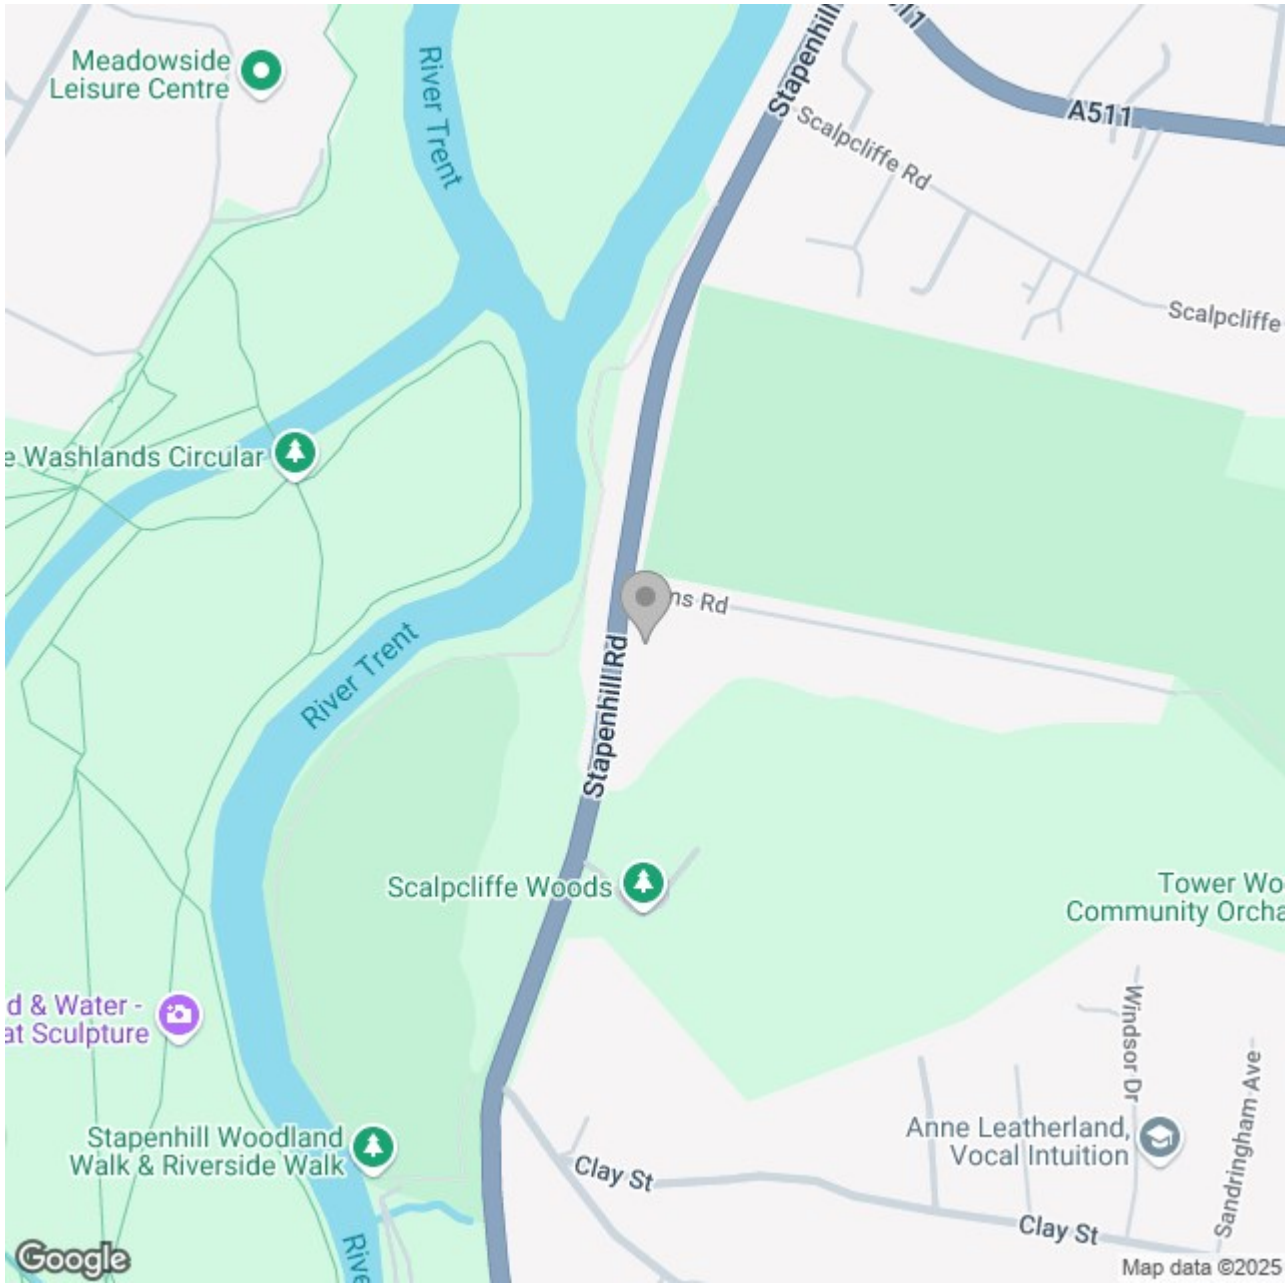 Meadowside
Leisure Centre
River Trent
Stapenhill
A511
Scalpcliffe Rd
Scalpcliffe
e Washlands Circular
ns Rd
River Trent
Stapenhill Rd
Scalpcliffe Woods
Tower Wo
Community Orcha
d & Water -
at Sculpture
Windsor Dr
Sandringham Ave
Anne Leatherland,
Vocal Intuition
Stapenhill Woodland
Walk & Riverside Walk
Clay St
Clay St
Rive
Google
Map data ©2025